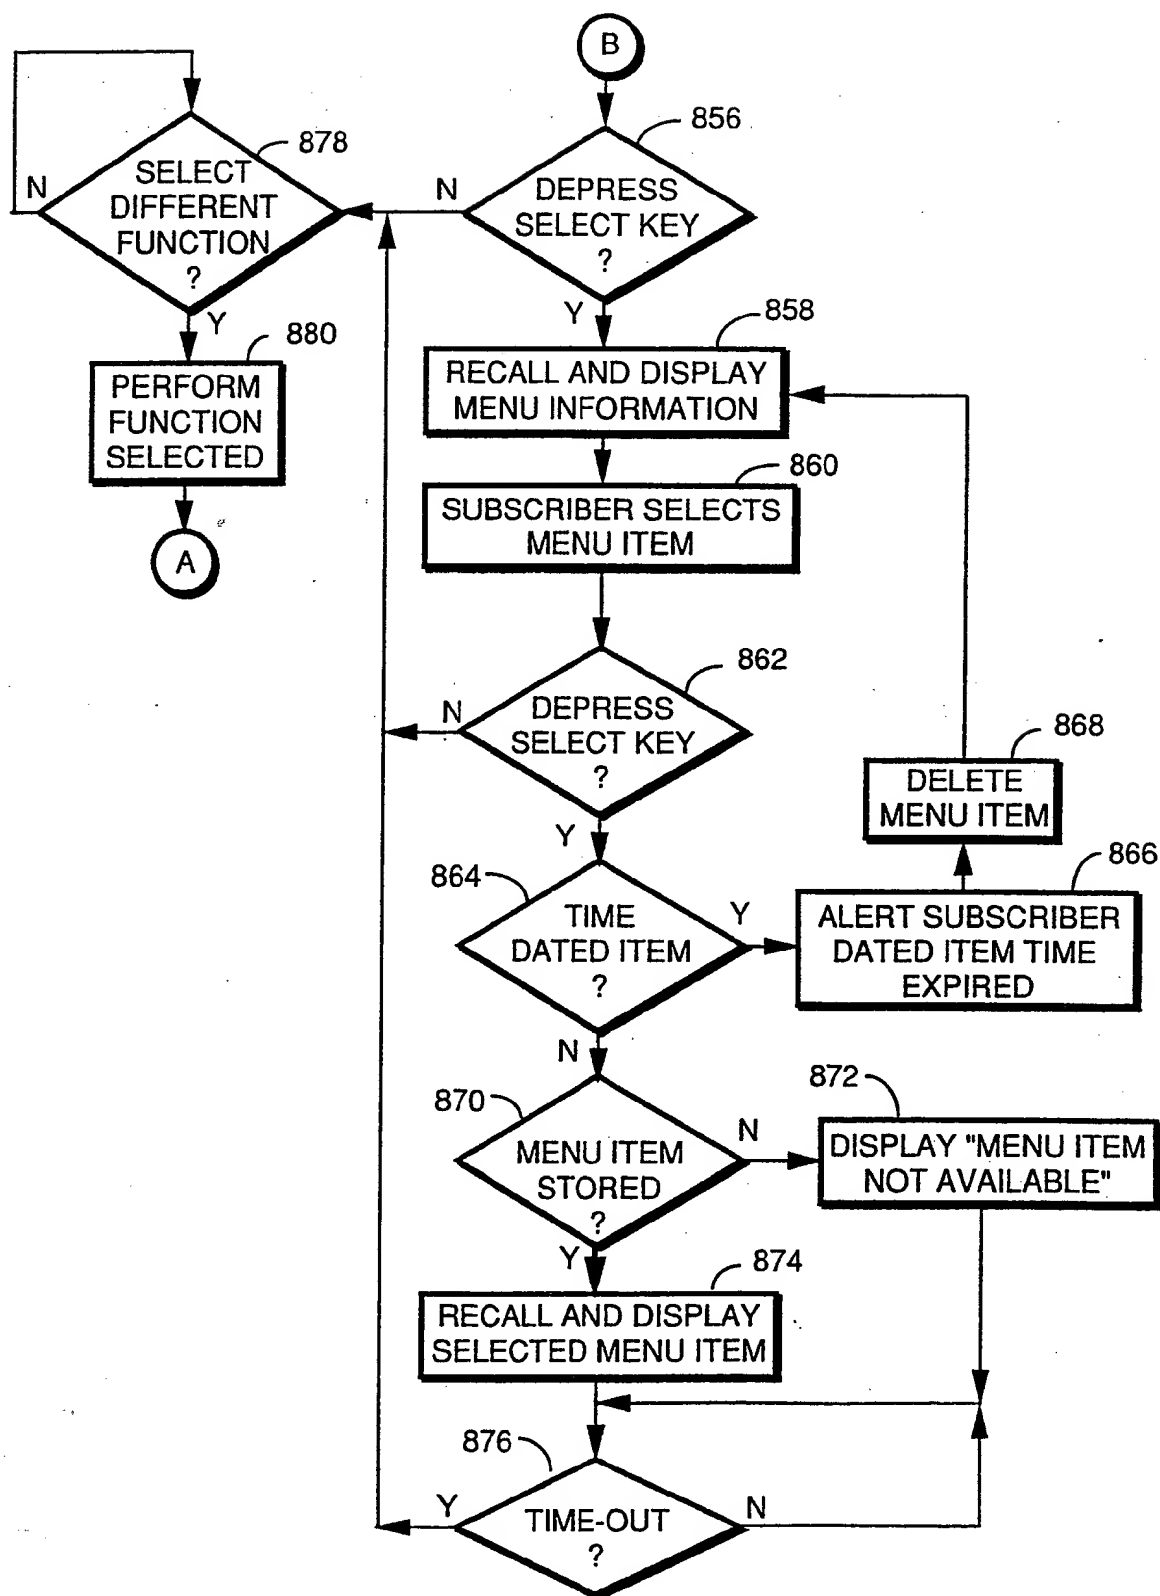 B
856
DEPRESS
SELECT KEY
?
N
Y
878
SELECT
DIFFERENT
FUNCTION
?
N
Y
880
PERFORM
FUNCTION
SELECTED
A
858
RECALL AND DISPLAY
MENU INFORMATION
860
SUBSCRIBER SELECTS
MENU ITEM
862
DEPRESS
SELECT KEY
?
N
Y
868
DELETE
MENU ITEM
864
TIME
DATED ITEM
?
Y
N
866
ALERT SUBSCRIBER
DATED ITEM TIME
EXPIRED
870
MENU ITEM
STORED
?
N
Y
872
DISPLAY "MENU ITEM
NOT AVAILABLE"
874
RECALL AND DISPLAY
SELECTED MENU ITEM
876
TIME-OUT
?
Y
N